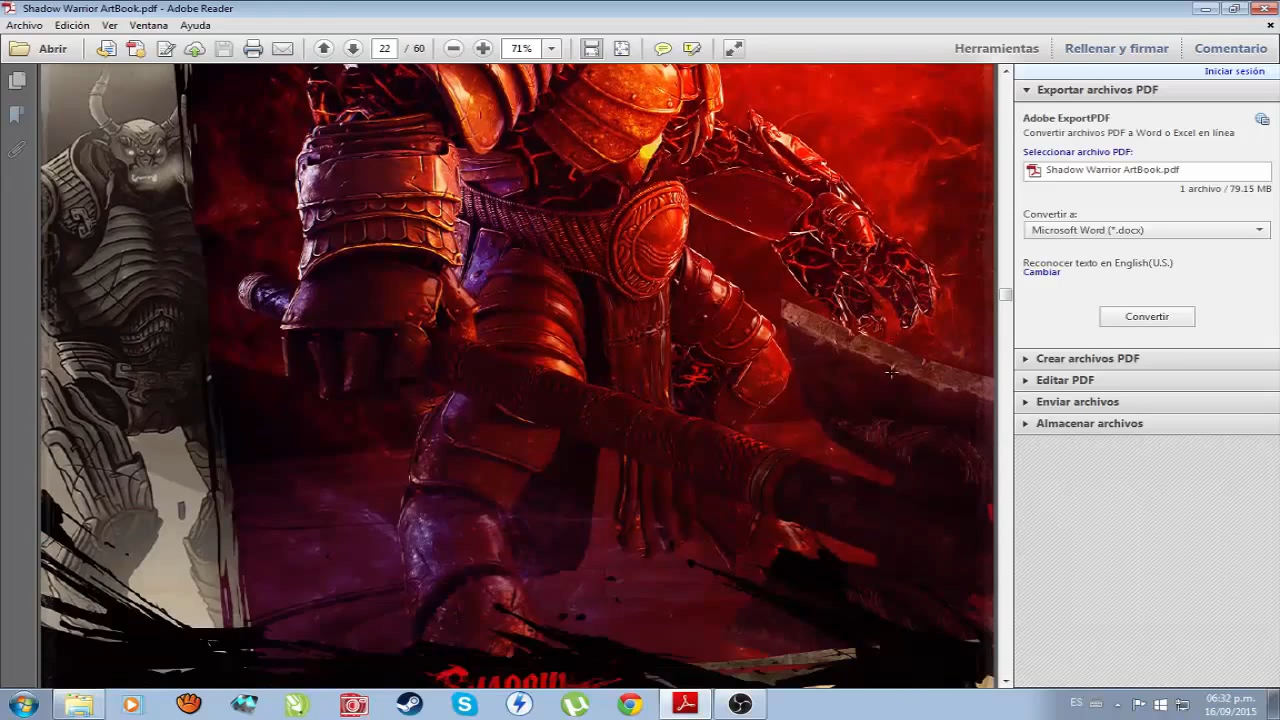 Shadow Warrior ArtBook.pdf - Adobe Reader
Archivo Edición Ver Ventana Ayuda
Abrir 22 / 60 71% Herramientas Rellenar y firmar Comentario
Iniciar sesión
Exportar archivos PDF
Adobe ExportPDF
Convertir archivos PDF a Word o Excel en línea
Seleccionar archivo PDF:
Shadow Warrior ArtBook.pdf
1 archivo / 79.15 MB
Convertir a:
Microsoft Word (*.docx)
Reconocer texto en English(U.S.)
Cambiar
Convertir
Crear archivos PDF
Editar PDF
Enviar archivos
Almacenar archivos
SHADOW
ES
06:32 p.m.
16/09/2015